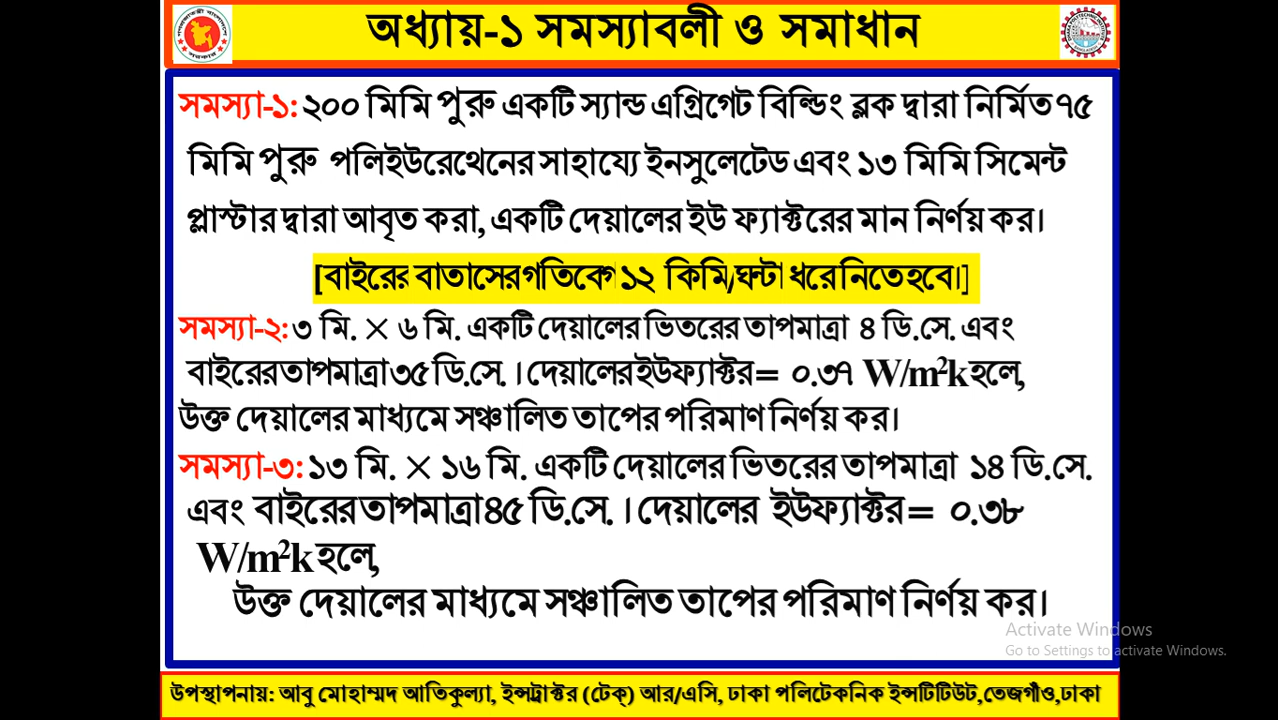 অধ্যায়-১ সমস্যাবলী ও সমাধান
সমস্যা-১: ২০০ মিমি পুরু একটি স্যান্ড এগ্রিগেট বিল্ডিং ব্লক দ্বারা নির্মিত ৭৫
মিমি পুরু পলিইউরেথেনের সাহায্যে ইনসুলেটেড এবং ১৩ মিমি সিমেন্ট
প্লাস্টার দ্বারা আবৃত করা, একটি দেয়ালের ইউ ফ্যাক্টরের মান নির্ণয় কর।
[বাইরের বাতাসের গতিবেগ ১২ কিমি/ঘন্টা ধরে নিতে হবে।]
সমস্যা-২: ৩ মি. × ৬ মি. একটি দেয়ালের ভিতরের তাপমাত্রা ৪ ডি.সে. এবং
বাইরের তাপমাত্রা ৩৫ ডি.সে. । দেয়ালের ইউফ্যাক্টর = ০.৩৭ W/m²k হলে,
উক্ত দেয়ালের মাধ্যমে সঞ্চালিত তাপের পরিমাণ নির্ণয় কর।
সমস্যা-৩: ১৩ মি. × ১৬ মি. একটি দেয়ালের ভিতরের তাপমাত্রা ১৪ ডি.সে.
এবং বাইরের তাপমাত্রা ৪৫ ডি.সে. । দেয়ালের ইউফ্যাক্টর = ০.৩৮
W/m²k হলে,
উক্ত দেয়ালের মাধ্যমে সঞ্চালিত তাপের পরিমাণ নির্ণয় কর।
Activate Windows
Go to Settings to activate Windows.
উপস্থাপনায়: আবু মোহাম্মদ আতিকুল্যা, ইন্সট্রাক্টর (টেক্) আর/এসি, ঢাকা পলিটেকনিক ইন্সটিটিউট,তেজগাঁও,ঢাকা